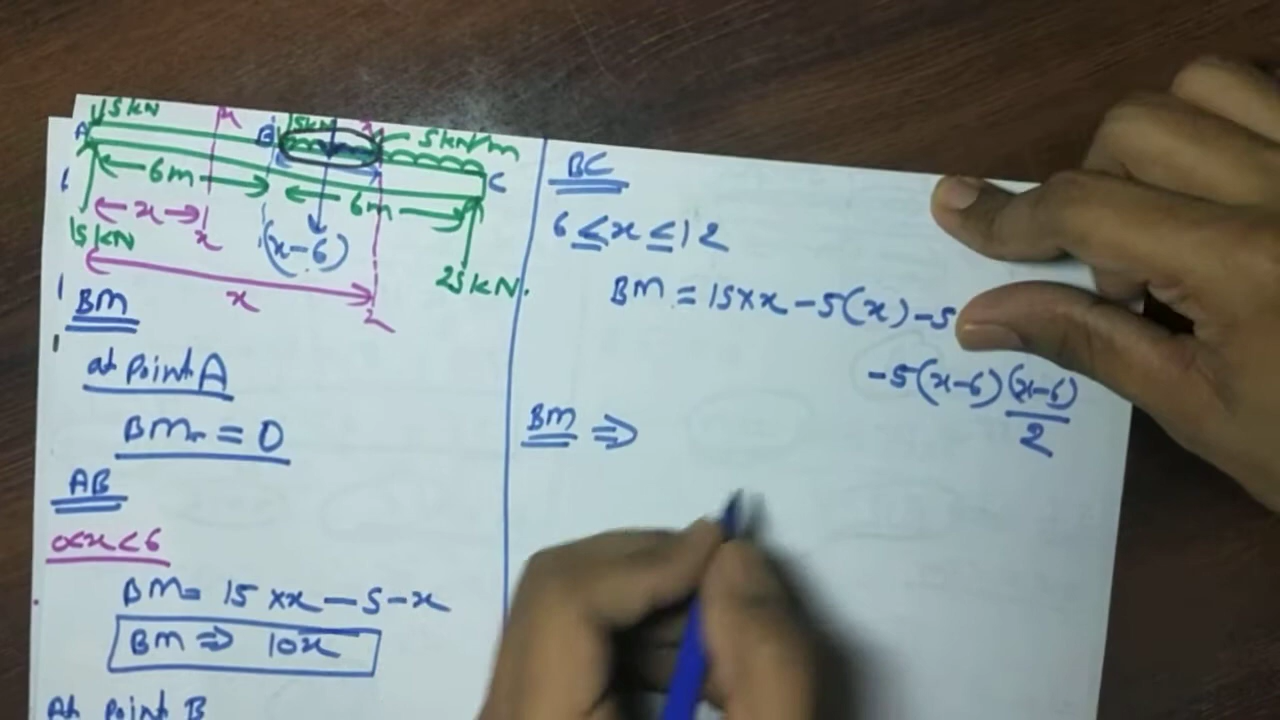 5kN
5kN
x
5kN/m
A
B
C
6m
6m
x
x
(x-6)
15kN
25kN.
x
BM
at Point A
BM = 0
AB
0<x<6
BM= 15 × x - 5 - x
BM ⇒ 10x
At Point B
BC
6 ≤ x ≤ 12
BM = 15×x - 5(x) - 5
-5(x-6) (x-6)
2
BM ⇒